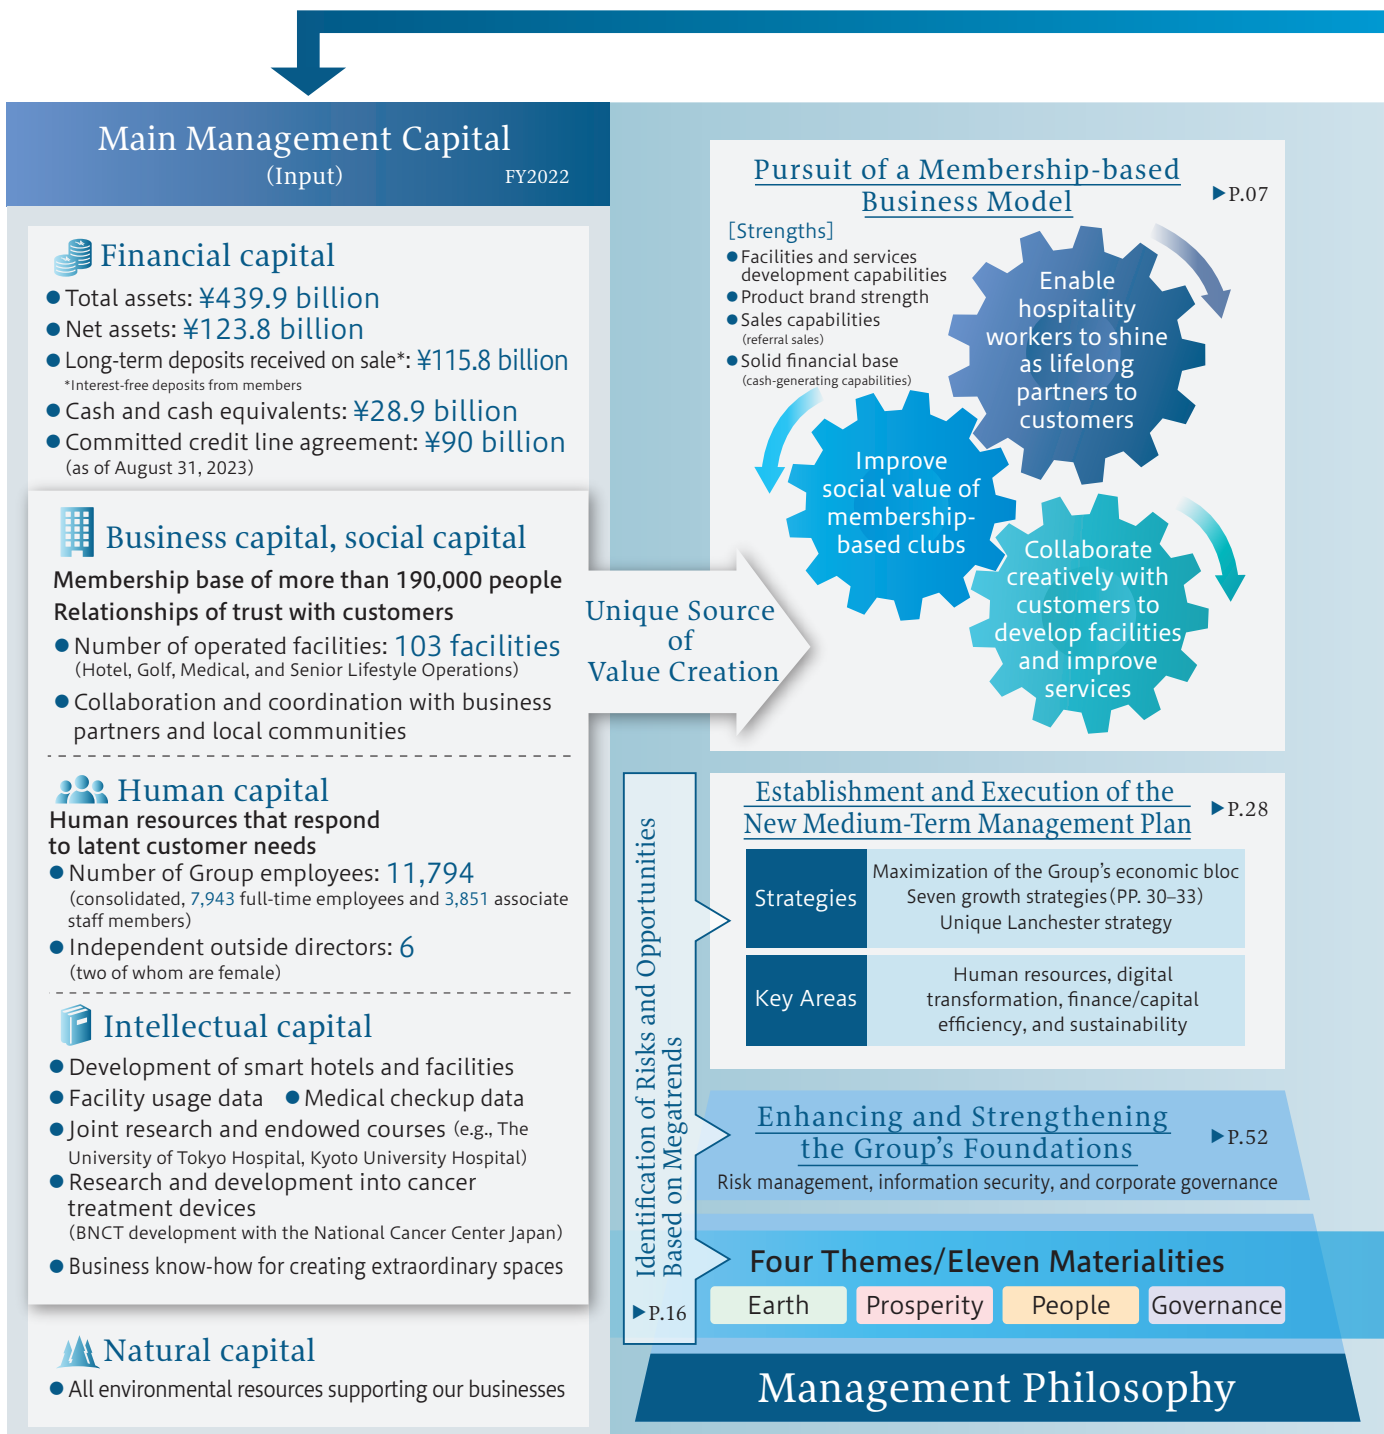 Main Management Capital
(Input)
FY2022
Financial capital
● Total assets: ¥439.9 billion
● Net assets: ¥123.8 billion
● Long-term deposits received on sale*: ¥115.8 billion
*Interest-free deposits from members
● Cash and cash equivalents: ¥28.9 billion
● Committed credit line agreement: ¥90 billion
(as of August 31, 2023)
Business capital, social capital
Membership base of more than 190,000 people
Relationships of trust with customers
● Number of operated facilities: 103 facilities
(Hotel, Golf, Medical, and Senior Lifestyle Operations)
● Collaboration and coordination with business
partners and local communities
Human capital
Human resources that respond
to latent customer needs
● Number of Group employees: 11,794
(consolidated, 7,943 full-time employees and 3,851 associate
staff members)
● Independent outside directors: 6
(two of whom are female)
Intellectual capital
● Development of smart hotels and facilities
● Facility usage data ● Medical checkup data
● Joint research and endowed courses (e.g., The
University of Tokyo Hospital, Kyoto University Hospital)
● Research and development into cancer
treatment devices
(BNCT development with the National Cancer Center Japan)
● Business know-how for creating extraordinary spaces
Natural capital
● All environmental resources supporting our businesses
Unique Source
of
Value Creation
Pursuit of a Membership-based
Business Model
▶P.07
[Strengths]
● Facilities and services
development capabilities
● Product brand strength
● Sales capabilities
(referral sales)
● Solid financial base
(cash-generating capabilities)
Enable
hospitality
workers to shine
as lifelong
partners to
customers
Improve
social value of
membership-
based clubs
Collaborate
creatively with
customers to
develop facilities
and improve
services
Identification of Risks and Opportunities
Based on Megatrends
▶P.16
Establishment and Execution of the
New Medium-Term Management Plan
▶P.28
Strategies
Maximization of the Group's economic bloc
Seven growth strategies (PP. 30–33)
Unique Lanchester strategy
Key Areas
Human resources, digital
transformation, finance/capital
efficiency, and sustainability
Enhancing and Strengthening
the Group's Foundations
▶P.52
Risk management, information security, and corporate governance
Four Themes/Eleven Materialities
Earth
Prosperity
People
Governance
Management Philosophy